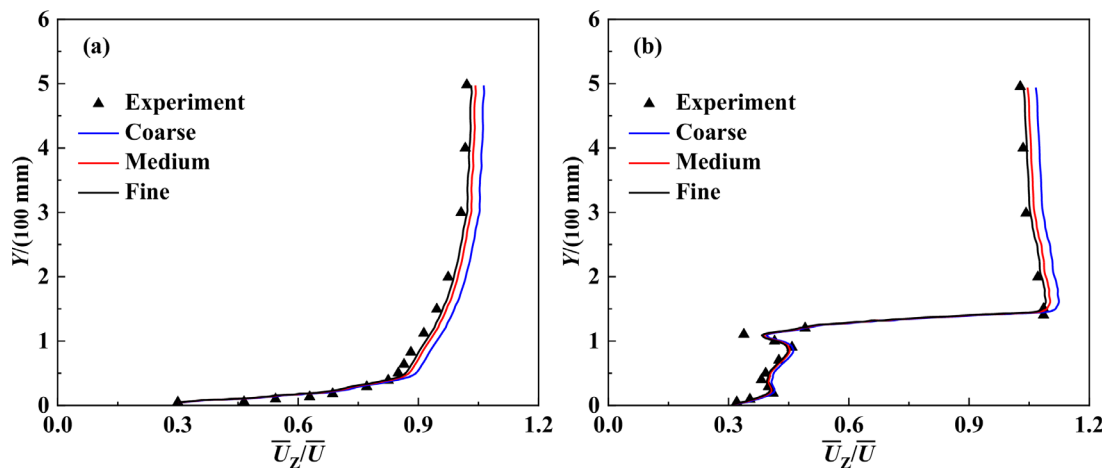 6
(a)
5
Experiment
4
Coarse
Medium
3
Fine
2
1
0
0.0
0.3
0.6
0.9
1.2
Y/(100 mm)
U̅z/U̅
6
(b)
5
Experiment
4
Coarse
Medium
3
Fine
2
1
0
0.0
0.3
0.6
0.9
1.2
Y/(100 mm)
U̅z/U̅